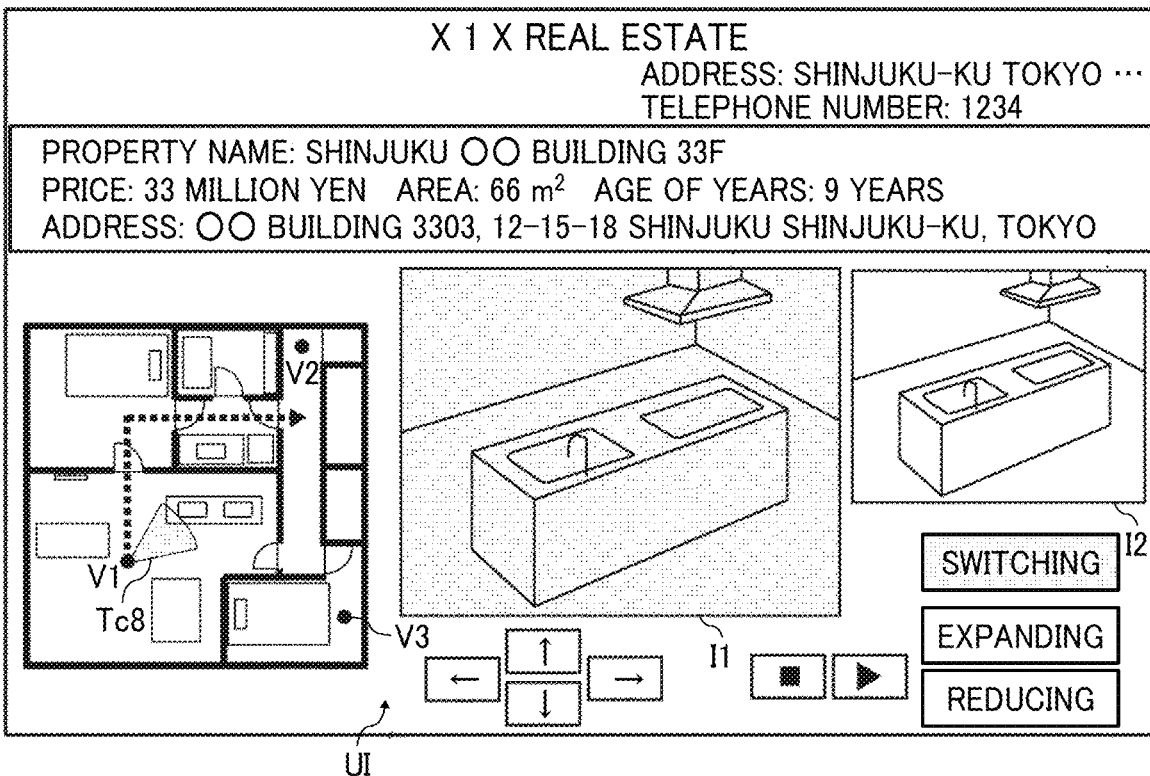 X 1 X REAL ESTATE
ADDRESS: SHINJUKU-KU TOKYO ···
TELEPHONE NUMBER: 1234
PROPERTY NAME: SHINJUKU ○○ BUILDING 33F
PRICE: 33 MILLION YEN AREA: 66 m² AGE OF YEARS: 9 YEARS
ADDRESS: ○○ BUILDING 3303, 12-15-18 SHINJUKU SHINJUKU-KU, TOKYO
V2
V1
Tc8
V3
I1
I2
SWITCHING
EXPANDING
REDUCING
← ↑ ↓ →
■ ▶
UI